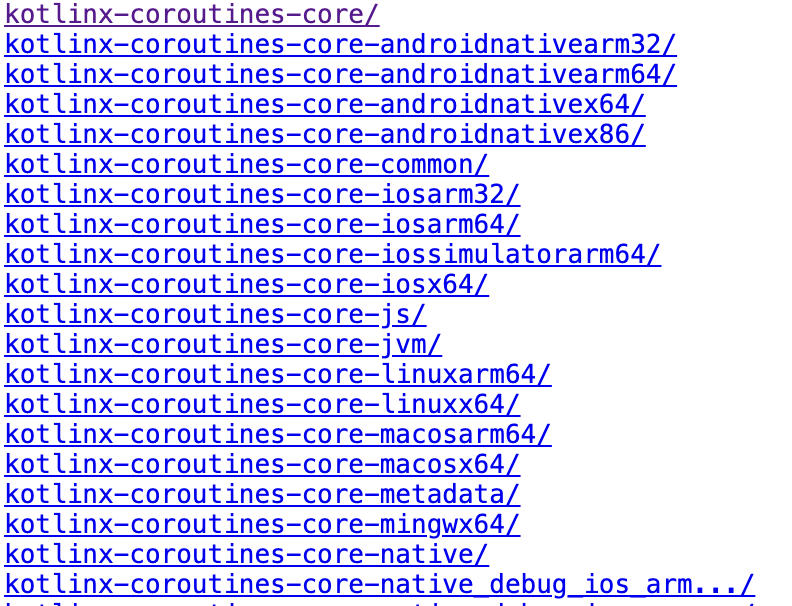 kotlinx-coroutines-core/
kotlinx-coroutines-core-androidnativearm32/
kotlinx-coroutines-core-androidnativearm64/
kotlinx-coroutines-core-androidnativex64/
kotlinx-coroutines-core-androidnativex86/
kotlinx-coroutines-core-common/
kotlinx-coroutines-core-iosarm32/
kotlinx-coroutines-core-iosarm64/
kotlinx-coroutines-core-iossimulatorarm64/
kotlinx-coroutines-core-iosx64/
kotlinx-coroutines-core-js/
kotlinx-coroutines-core-jvm/
kotlinx-coroutines-core-linuxarm64/
kotlinx-coroutines-core-linuxx64/
kotlinx-coroutines-core-macosarm64/
kotlinx-coroutines-core-macosx64/
kotlinx-coroutines-core-metadata/
kotlinx-coroutines-core-mingwx64/
kotlinx-coroutines-core-native/
kotlinx-coroutines-core-native_debug_ios_arm.../